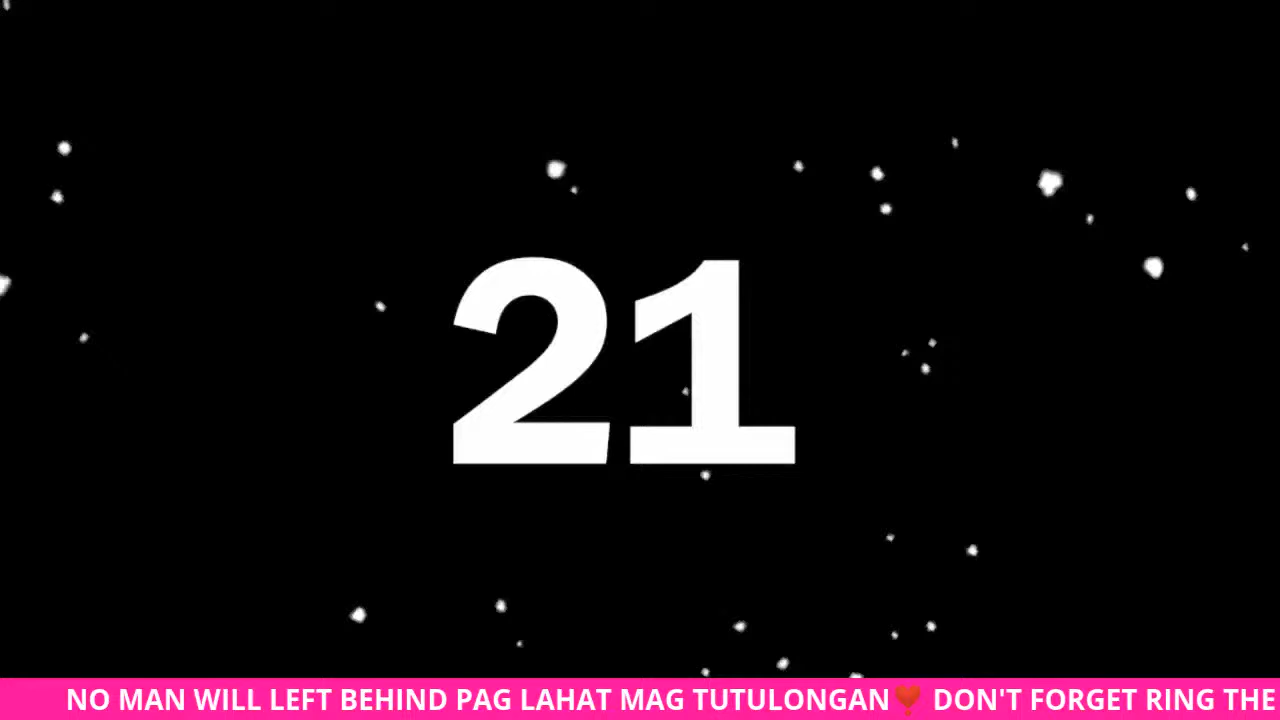 21
NO MAN WILL LEFT BEHIND PAG LAHAT MAG TUTULONGAN❤️ DON'T FORGET RING THE